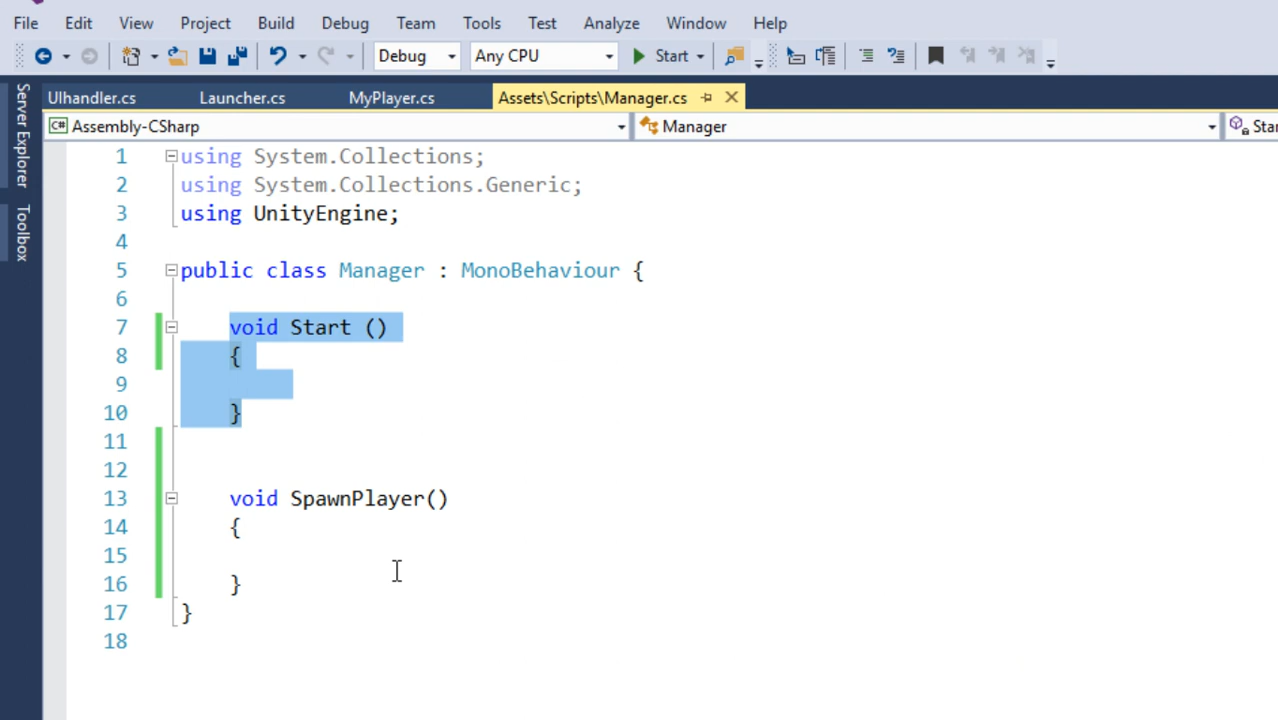 File Edit View Project Build Debug Team Tools Test Analyze Window Help
Debug Any CPU Start
UIhandler.cs Launcher.cs MyPlayer.cs Assets\Scripts\Manager.cs
C# Assembly-CSharp Manager Star
Server Explorer
Toolbox
1 using System.Collections;
2 using System.Collections.Generic;
3 using UnityEngine;
4
5 public class Manager : MonoBehaviour {
6
7 void Start ()
8 {
9
10 }
11
12
13 void SpawnPlayer()
14 {
15
16 }
17 }
18